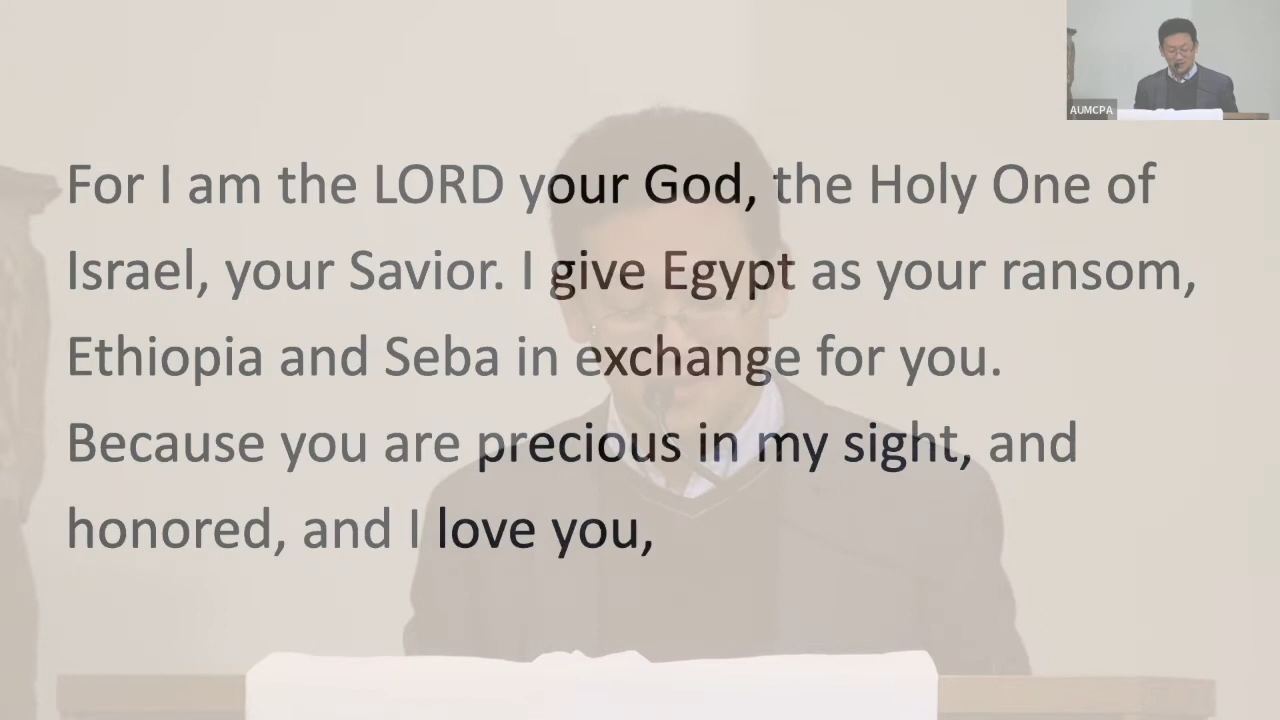 AUMCPA
For I am the LORD your God, the Holy One of
Israel, your Savior. I give Egypt as your ransom,
Ethiopia and Seba in exchange for you.
Because you are precious in my sight, and
honored, and I love you,